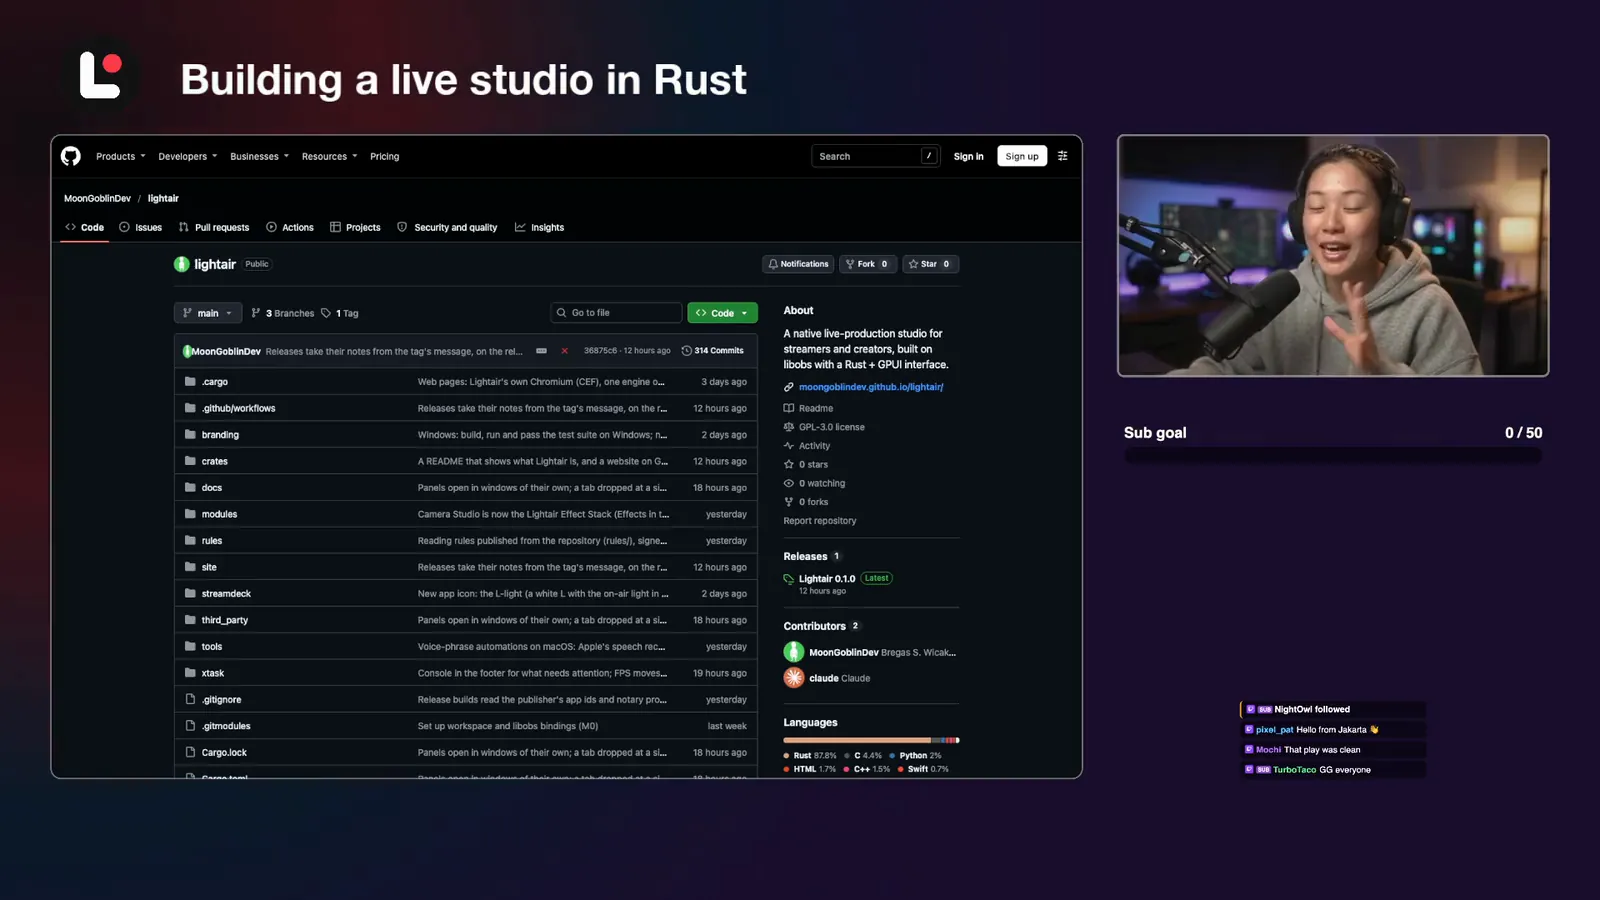 Building a live studio in Rust
Products Developers Businesses Resources Pricing
Search / Sign in Sign up
MoonGoblinDev / lightair
Code Issues Pull requests Actions Projects Security and quality Insights
lightair Public
Notifications Fork 0 Star 0
main 3 Branches 1 Tag
Go to file Code
MoonGoblinDev Releases take their notes from the tag's message, on the rel... 36875c6 · 12 hours ago 314 Commits
.cargo Web pages: Lightair's own Chromium (CEF), one engine o... 3 days ago
.github/workflows Releases take their notes from the tag's message, on the r... 12 hours ago
branding Windows: build, run and pass the test suite on Windows; n... 2 days ago
crates A README that shows what Lightair is, and a website on G... 12 hours ago
docs Panels open in windows of their own; a tab dropped at a si... 18 hours ago
modules Camera Studio is now the Lightair Effect Stack (Effects in t... yesterday
rules Reading rules published from the repository (rules/), signe... yesterday
site Releases take their notes from the tag's message, on the r... 12 hours ago
streamdeck New app icon: the L-light (a white L with the on-air light in ... 2 days ago
third_party Panels open in windows of their own; a tab dropped at a si... 18 hours ago
tools Voice-phrase automations on macOS: Apple's speech rec... yesterday
xtask Console in the footer for what needs attention; FPS moves... 19 hours ago
.gitignore Release builds read the publisher's app ids and notary pro... yesterday
.gitmodules Set up workspace and libobs bindings (M0) last week
Cargo.lock Panels open in windows of their own; a tab dropped at a si... 18 hours ago
Cargo.toml Panels open in windows of their own; a tab dropped at a si... 18 hours ago
About
A native live-production studio for
streamers and creators, built on
libobs with a Rust + GPUI interface.
moongoblindev.github.io/lightair/
Readme
GPL-3.0 license
Activity
0 stars
0 watching
0 forks
Report repository
Releases 1
Lightair 0.1.0 Latest
12 hours ago
Contributors 2
MoonGoblinDev Bregas S. Wicak...
claude Claude
Languages
Rust 87.8% C 4.4% Python 2%
HTML 1.7% C++ 1.5% Swift 0.7%
Sub goal 0 / 50
SUB NightOwl followed
pixel_pat Hello from Jakarta 👋
Mochi That play was clean
SUB TurboTaco GG everyone